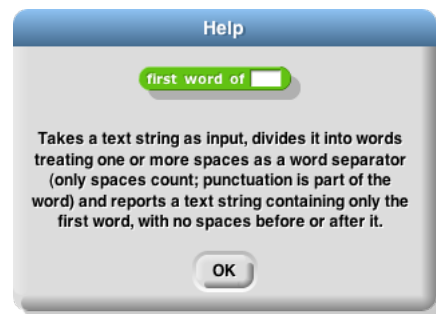 Help
first word of
Takes a text string as input, divides it into words
treating one or more spaces as a word separator
(only spaces count; punctuation is part of the
word) and reports a text string containing only the
first word, with no spaces before or after it.
OK